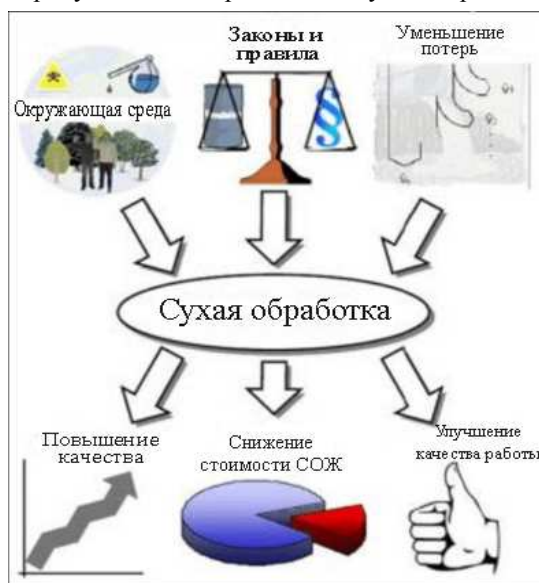 Законы и
правила
Уменьшение
потерь
Окружающая среда
§
Сухая обработка
Повышение
качества
Снижение
стоимости СОЖ
Улучшение
качества работы